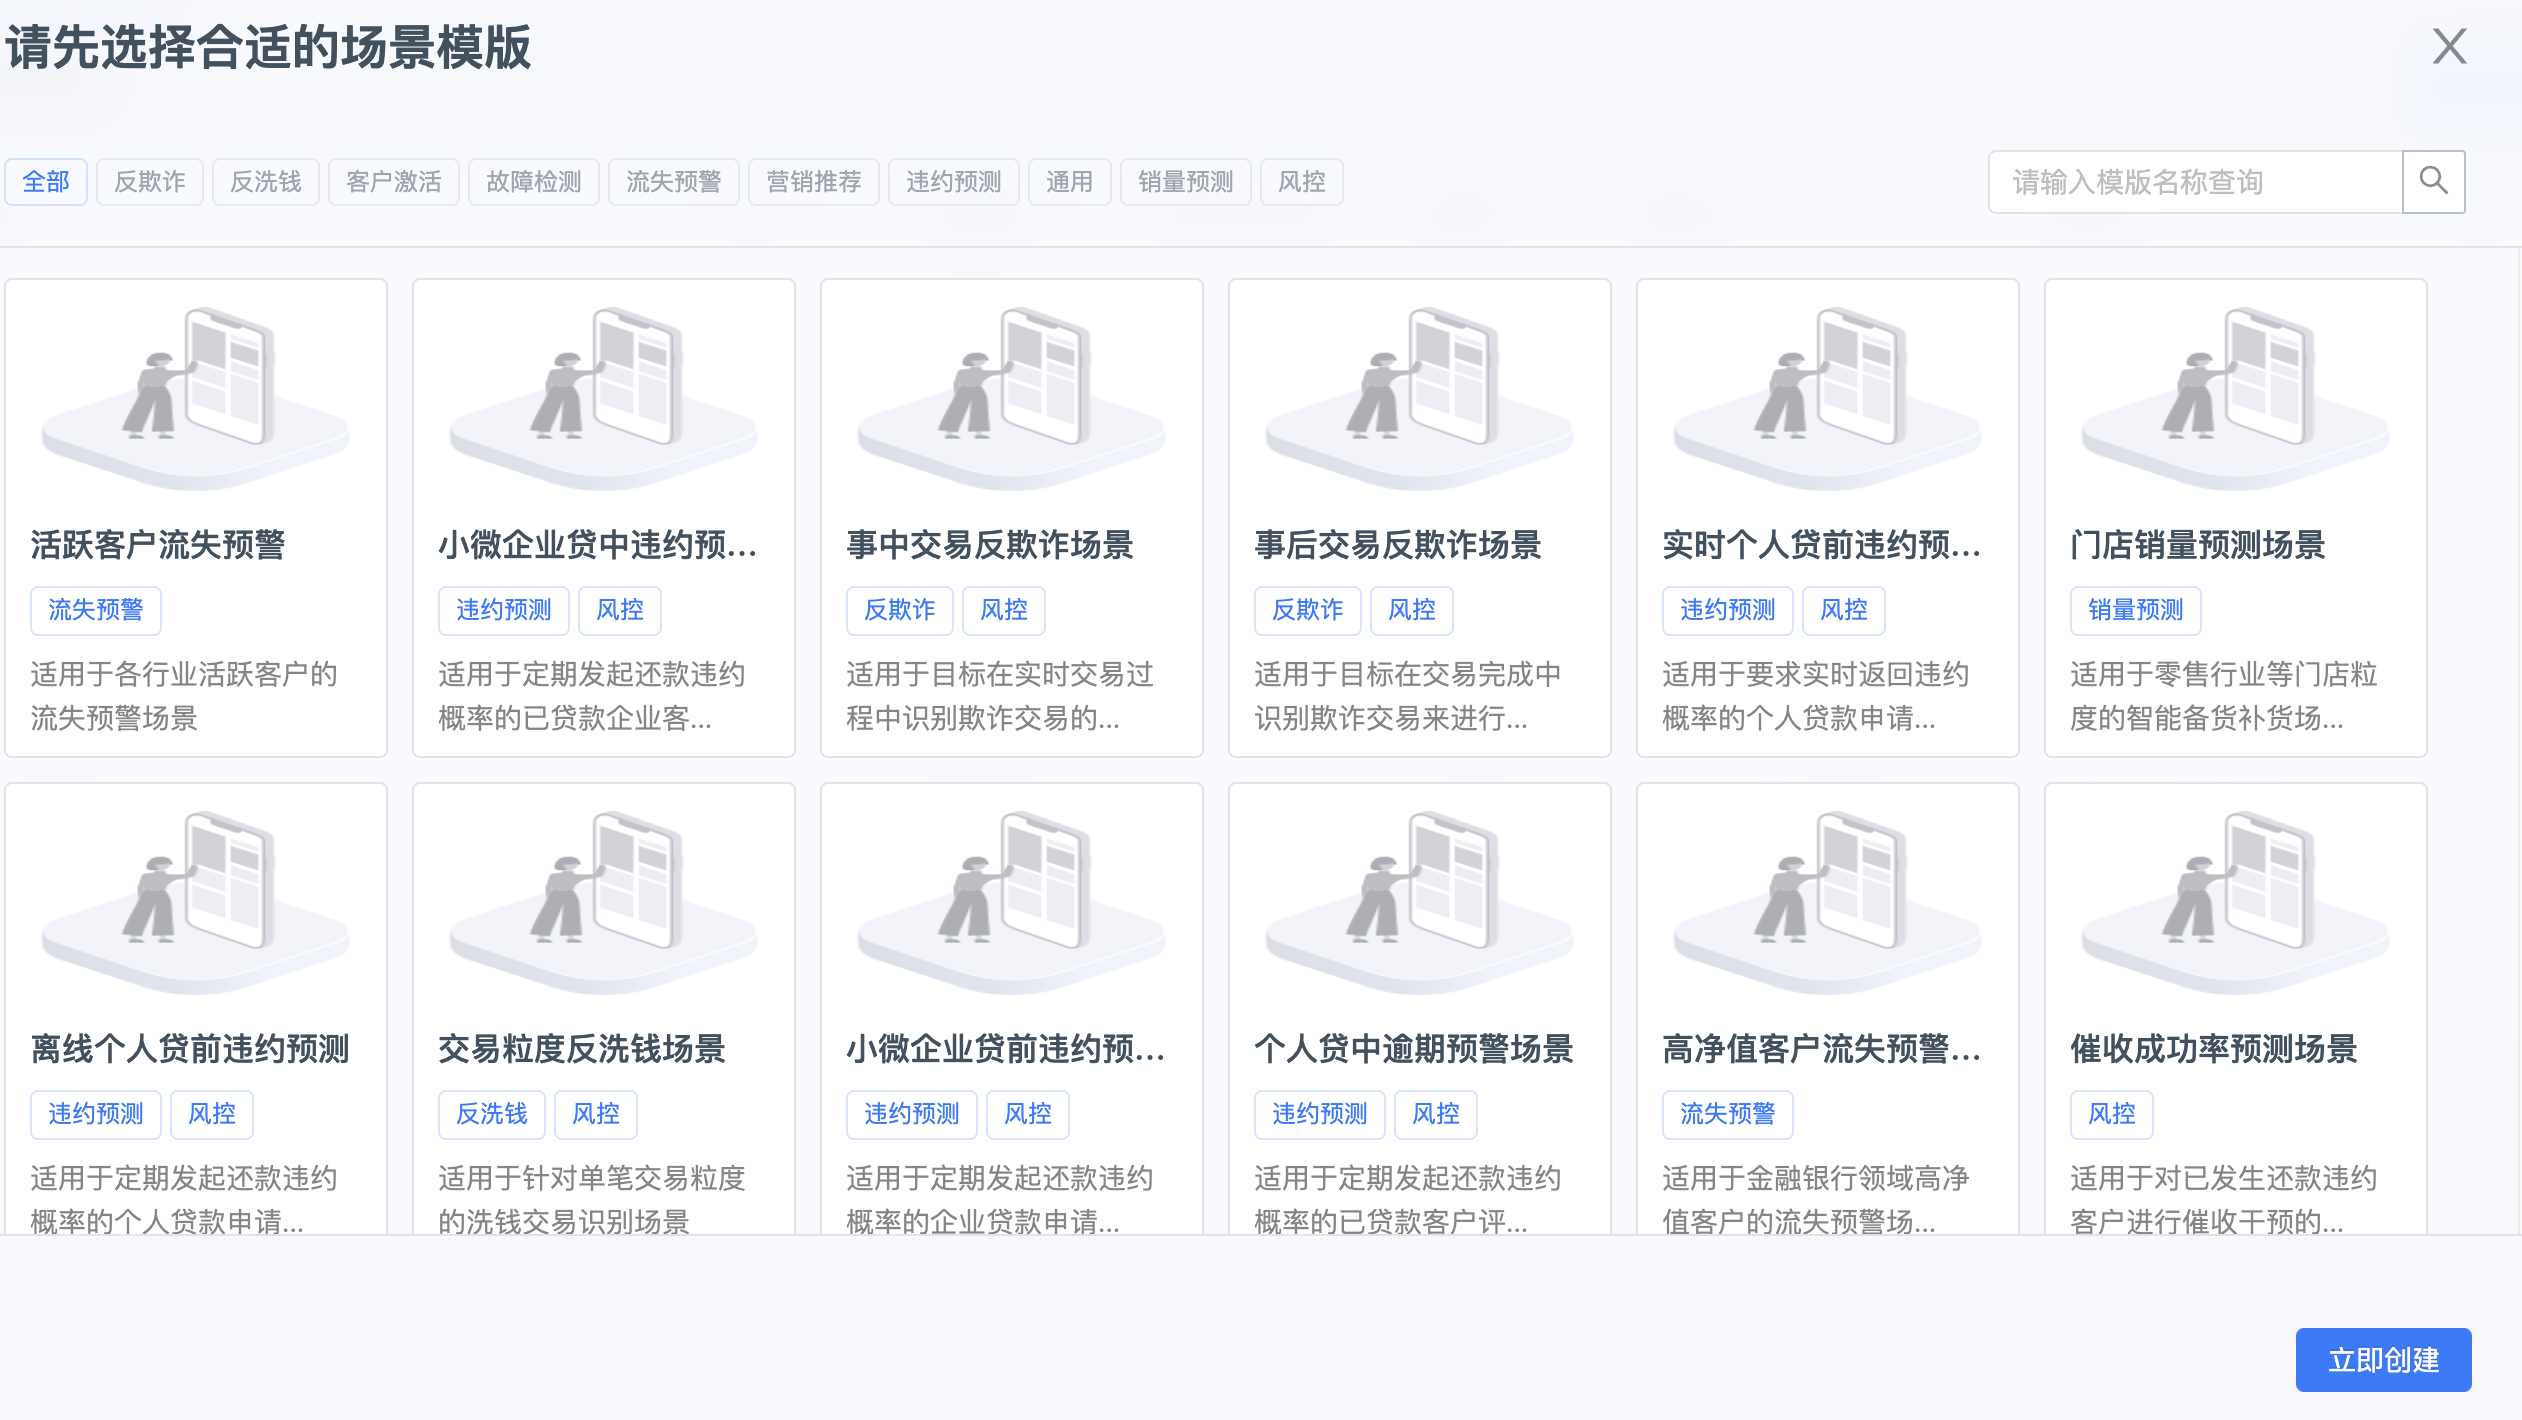 请先选择合适的场景模版
全部 反欺诈 反洗钱 客户激活 故障检测 流失预警 营销推荐 违约预测 通用 销量预测 风控
请输入模版名称查询
活跃客户流失预警
流失预警
适用于各行业活跃客户的
流失预警场景
小微企业贷中违约预...
违约预测 风控
适用于定期发起还款违约
概率的已贷款企业客...
事中交易反欺诈场景
反欺诈 风控
适用于目标在实时交易过
程中识别欺诈交易的...
事后交易反欺诈场景
反欺诈 风控
适用于目标在交易完成中
识别欺诈交易来进行...
实时个人贷前违约预...
违约预测 风控
适用于要求实时返回违约
概率的个人贷款申请...
门店销量预测场景
销量预测
适用于零售行业等门店粒
度的智能备货补货场...
离线个人贷前违约预测
违约预测 风控
适用于定期发起还款违约
概率的个人贷款申请...
交易粒度反洗钱场景
反洗钱 风控
适用于针对单笔交易粒度
的洗钱交易识别场景
小微企业贷前违约预...
违约预测 风控
适用于定期发起还款违约
概率的企业贷款申请...
个人贷中逾期预警场景
违约预测 风控
适用于定期发起还款违约
概率的已贷款客户评...
高净值客户流失预警...
流失预警
适用于金融银行领域高净
值客户的流失预警场...
催收成功率预测场景
风控
适用于对已发生还款违约
客户进行催收干预的...
立即创建